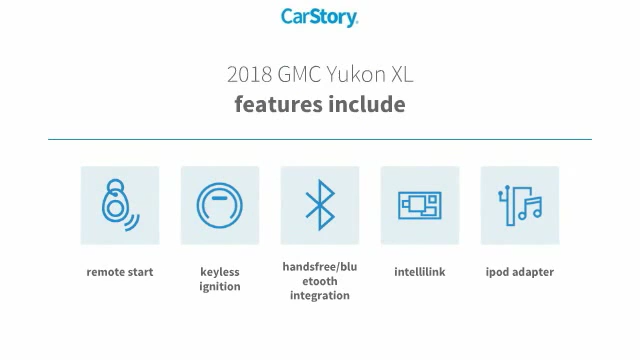 CarStory.
2018 GMC Yukon XL
features include
remote start
keyless
ignition
handsfree/blu
etooth
integration
intellilink
ipod adapter